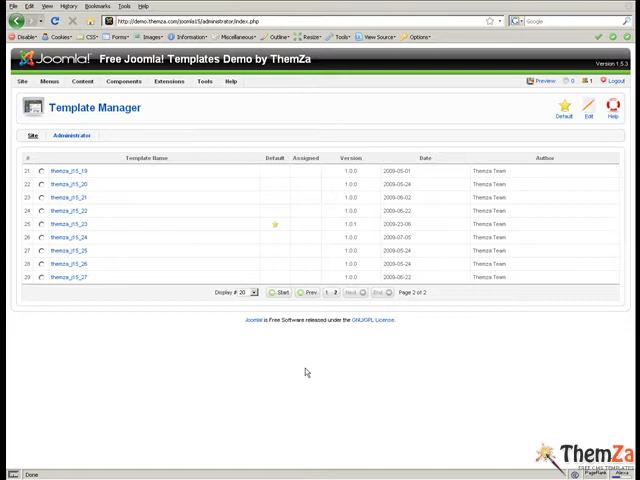 File Edit View History Bookmarks Tools Help
http://demo.themza.com/joomla15/administrator/index.php
Google
Disable Cookies CSS Forms Images Information Miscellaneous Outline Resize Tools View Source Options
Joomla! Free Joomla! Templates Demo by ThemZa
Version 1.5.3
Site Menus Content Components Extensions Tools Help Preview 0 1 Logout
Template Manager
Default Edit Help
Site Administrator
# Template Name Default Assigned Version Date Author
21 themza_j15_19 1.0.0 2009-05-01 Themza Team
22 themza_j15_20 1.0.0 2009-05-24 Themza Team
23 themza_j15_21 1.0.0 2009-06-02 Themza Team
24 themza_j15_22 1.0.0 2009-06-22 Themza Team
25 themza_j15_23 1.0.1 2009-23-06 Themza Team
26 themza_j15_24 1.0.0 2009-07-05 Themza Team
27 themza_j15_25 1.0.0 2009-05-24 Themza Team
28 themza_j15_26 1.0.0 2009-05-24 Themza Team
29 themza_j15_27 1.0.0 2009-06-22 Themza Team
Display # 20 Start Prev 1 2 Next End Page 2 of 2
Joomla! is Free Software released under the GNU/GPL License.
ThemZa
FREE CMS TEMPLATES
Done PageRank Alexa